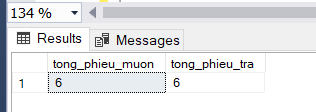 134 %
Results Messages
tong_phieu_muon tong_phieu_tra
1 6 6